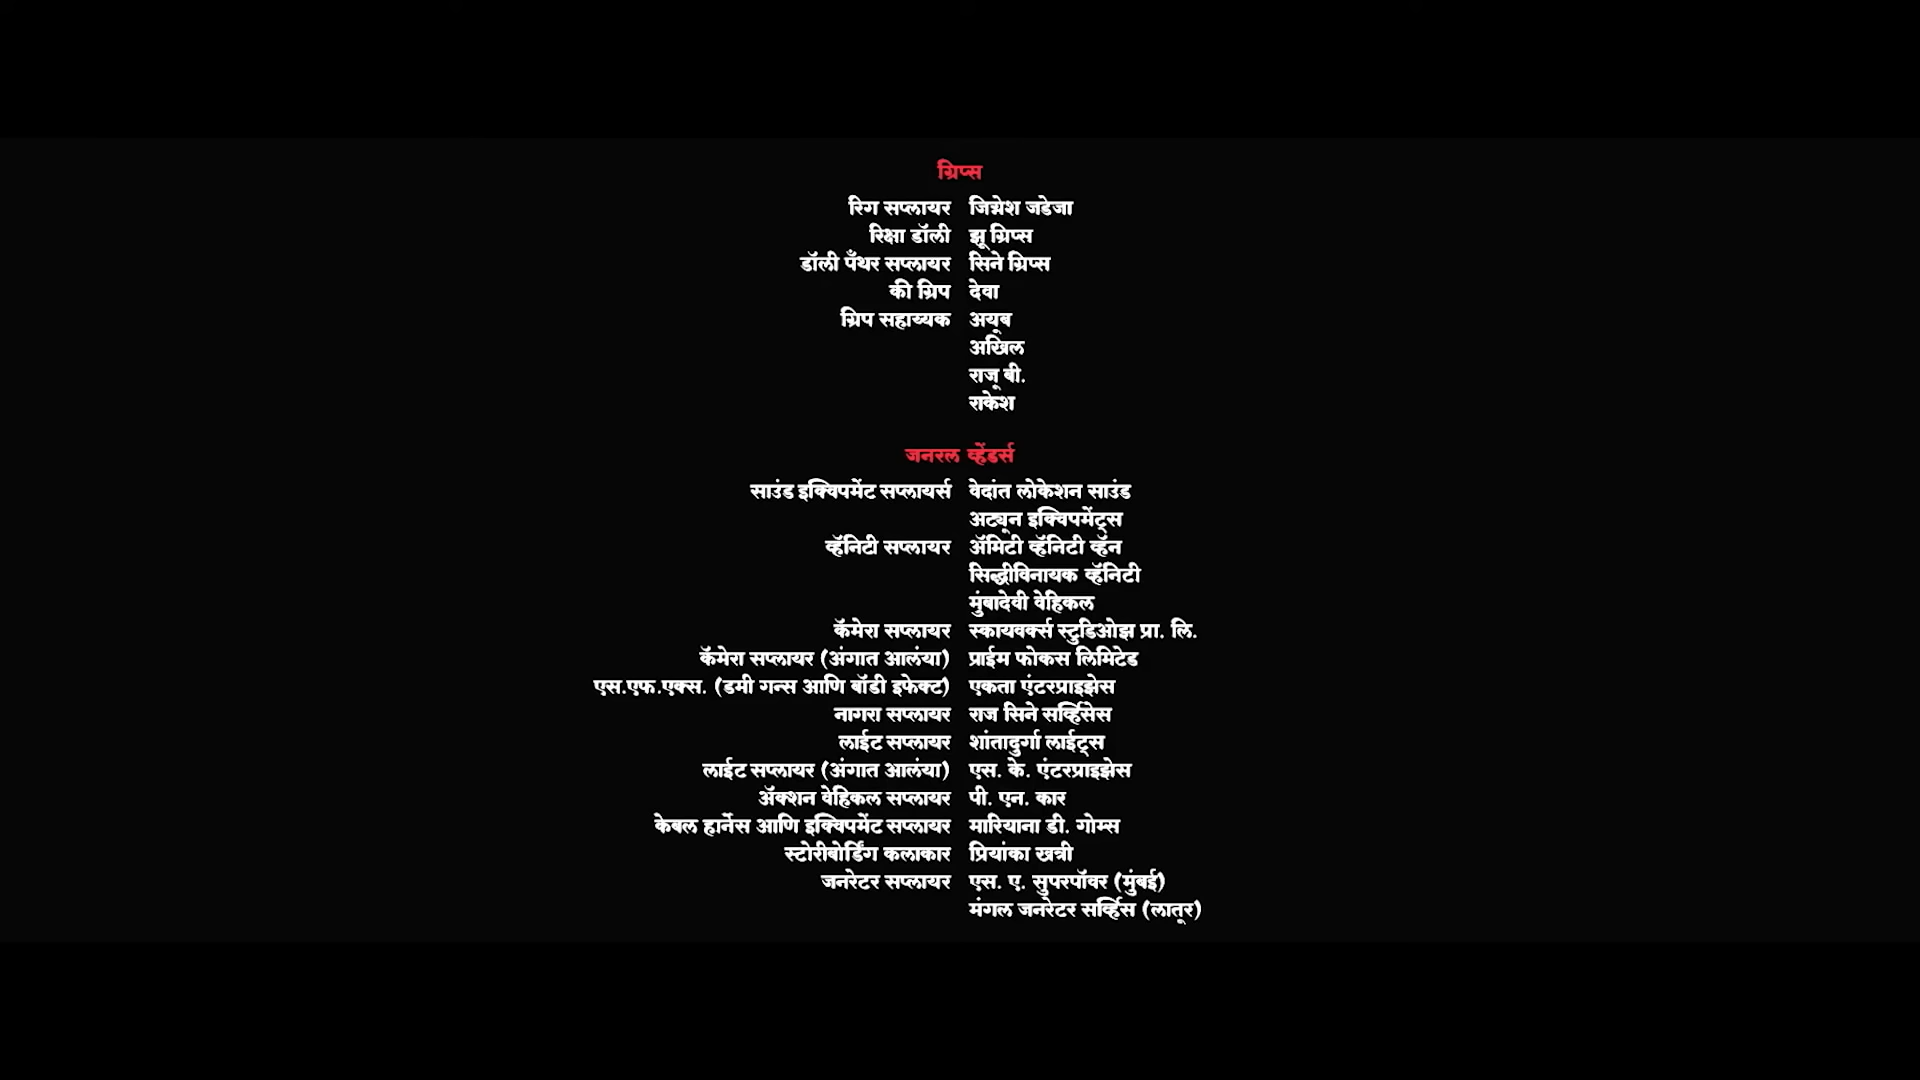 ग्रिप्स
रिग सप्लायर जिग्नेश जडेजा
रिक्षा डॉली झू ग्रिप्स
डॉली पँथर सप्लायर सिने ग्रिप्स
की ग्रिप देवा
ग्रिप सहाय्यक अयूब
अखिल
राजू बी.
राकेश
जनरल व्हेंडर्स
साउंड इक्विपमेंट सप्लायर्स वेदांत लोकेशन साउंड
अट्यून इक्विपमेंट्स
व्हॅनिटी सप्लायर ॲमिटी व्हॅनिटी व्हॅन
सिद्धीविनायक व्हॅनिटी
मुंबादेवी वेहिकल
कॅमेरा सप्लायर स्कायवर्क्स स्टुडिओझ प्रा. लि.
कॅमेरा सप्लायर (अंगात आलंया) प्राईम फोकस लिमिटेड
एस.एफ.एक्स. (डमी गन्स आणि बॉडी इफेक्ट) एकता एंटरप्राइझेस
नागरा सप्लायर राज सिने सर्व्हिसेस
लाईट सप्लायर शांतादुर्गा लाईट्स
लाईट सप्लायर (अंगात आलंया) एस. के. एंटरप्राइझेस
ॲक्शन वेहिकल सप्लायर पी. एन. कार
केबल हार्नेस आणि इक्विपमेंट सप्लायर मारियाना डी. गोम्स
स्टोरीबोर्डिंग कलाकार प्रियांका खत्री
जनरेटर सप्लायर एस. ए. सुपरपॉवर (मुंबई)
मंगल जनरेटर सर्व्हिस (लातूर)